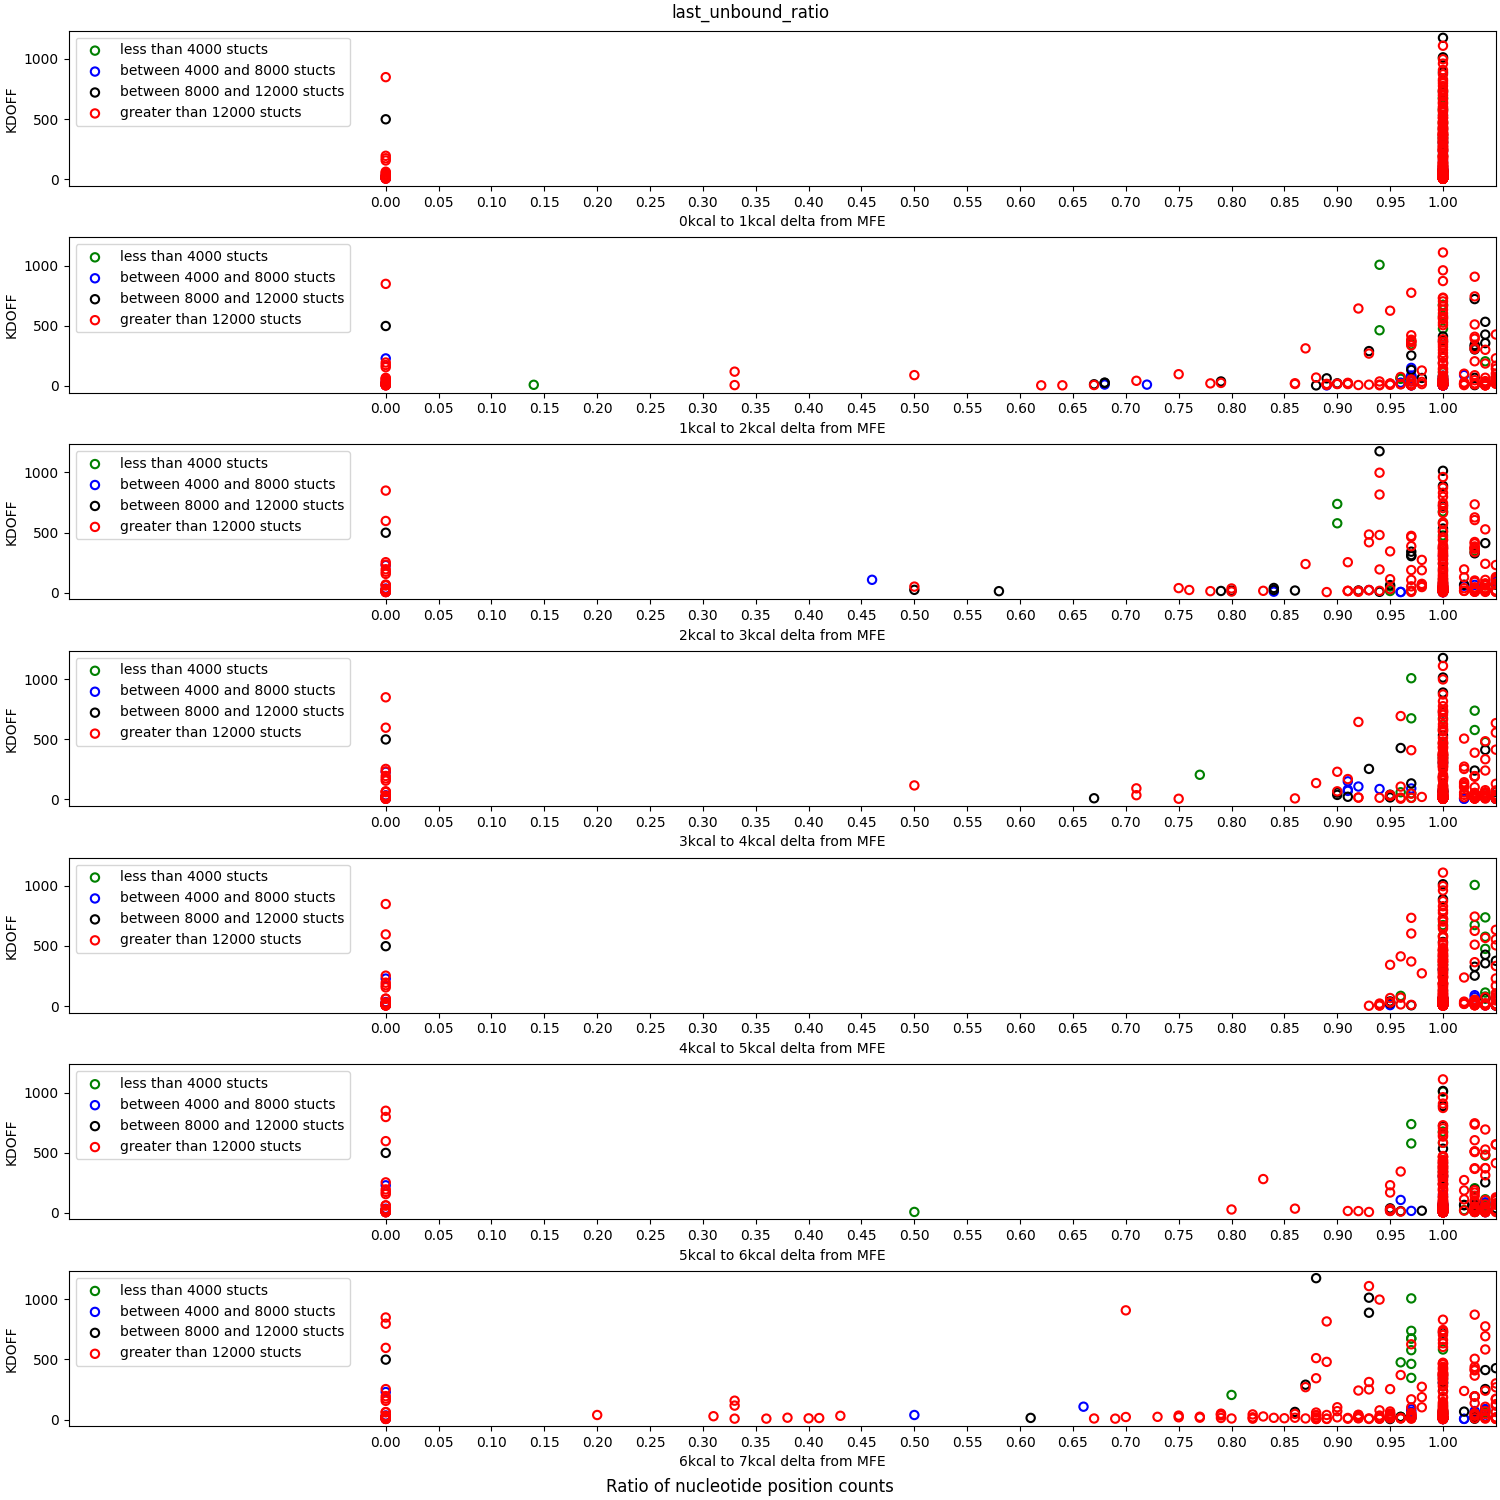 last_unbound_ratio
KDOFF
1000
500
0
less than 4000 stucts
between 4000 and 8000 stucts
between 8000 and 12000 stucts
greater than 12000 stucts
0.00 0.05 0.10 0.15 0.20 0.25 0.30 0.35 0.40 0.45 0.50 0.55 0.60 0.65 0.70 0.75 0.80 0.85 0.90 0.95 1.00
0kcal to 1kcal delta from MFE
KDOFF
1000
500
0
less than 4000 stucts
between 4000 and 8000 stucts
between 8000 and 12000 stucts
greater than 12000 stucts
0.00 0.05 0.10 0.15 0.20 0.25 0.30 0.35 0.40 0.45 0.50 0.55 0.60 0.65 0.70 0.75 0.80 0.85 0.90 0.95 1.00
1kcal to 2kcal delta from MFE
KDOFF
1000
500
0
less than 4000 stucts
between 4000 and 8000 stucts
between 8000 and 12000 stucts
greater than 12000 stucts
0.00 0.05 0.10 0.15 0.20 0.25 0.30 0.35 0.40 0.45 0.50 0.55 0.60 0.65 0.70 0.75 0.80 0.85 0.90 0.95 1.00
2kcal to 3kcal delta from MFE
KDOFF
1000
500
0
less than 4000 stucts
between 4000 and 8000 stucts
between 8000 and 12000 stucts
greater than 12000 stucts
0.00 0.05 0.10 0.15 0.20 0.25 0.30 0.35 0.40 0.45 0.50 0.55 0.60 0.65 0.70 0.75 0.80 0.85 0.90 0.95 1.00
3kcal to 4kcal delta from MFE
KDOFF
1000
500
0
less than 4000 stucts
between 4000 and 8000 stucts
between 8000 and 12000 stucts
greater than 12000 stucts
0.00 0.05 0.10 0.15 0.20 0.25 0.30 0.35 0.40 0.45 0.50 0.55 0.60 0.65 0.70 0.75 0.80 0.85 0.90 0.95 1.00
4kcal to 5kcal delta from MFE
KDOFF
1000
500
0
less than 4000 stucts
between 4000 and 8000 stucts
between 8000 and 12000 stucts
greater than 12000 stucts
0.00 0.05 0.10 0.15 0.20 0.25 0.30 0.35 0.40 0.45 0.50 0.55 0.60 0.65 0.70 0.75 0.80 0.85 0.90 0.95 1.00
5kcal to 6kcal delta from MFE
KDOFF
1000
500
0
less than 4000 stucts
between 4000 and 8000 stucts
between 8000 and 12000 stucts
greater than 12000 stucts
0.00 0.05 0.10 0.15 0.20 0.25 0.30 0.35 0.40 0.45 0.50 0.55 0.60 0.65 0.70 0.75 0.80 0.85 0.90 0.95 1.00
6kcal to 7kcal delta from MFE
Ratio of nucleotide position counts